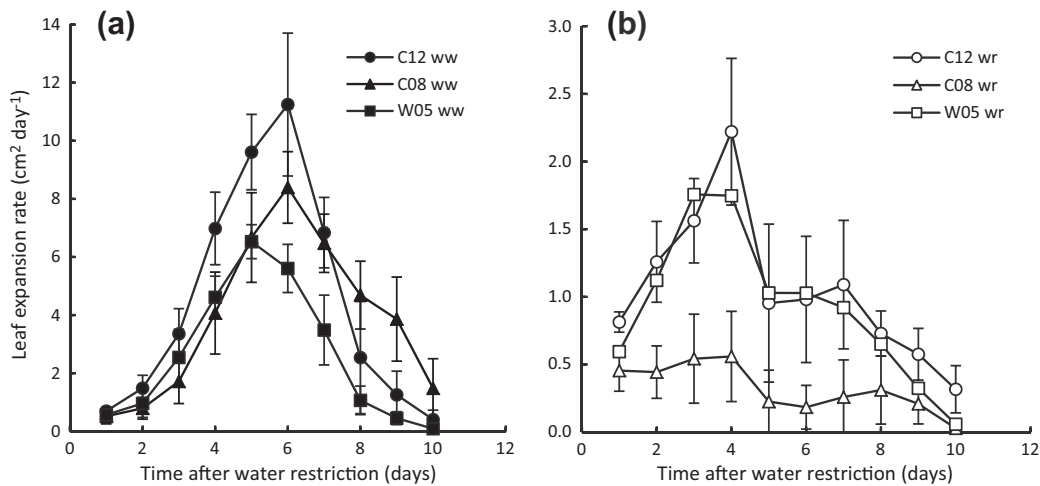 (a)
14
12
10
8
6
4
2
0
Leaf expansion rate (cm² day⁻¹)
C12 ww
C08 ww
W05 ww
0 2 4 6 8 10 12
Time after water restriction (days)
(b)
3.0
2.5
2.0
1.5
1.0
0.5
0.0
C12 wr
C08 wr
W05 wr
0 2 4 6 8 10 12
Time after water restriction (days)